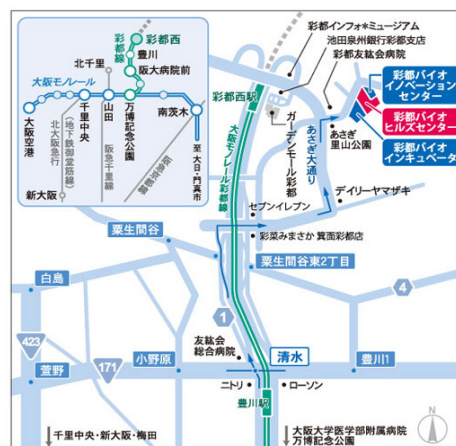 彩都西
彩都線
豊川
阪大病院前
北千里
大阪モノレール
大阪空港
千里中央
山田
万博記念公園
南茨木
(地下鉄御堂筋線)
北大阪急行
阪急千里線
阪急京都線
至大日・門真市
新大阪
彩都インフォ*ミュージアム
池田泉州銀行彩都支店
彩都友紘会病院
彩都西駅
ガーデンモール彩都
あさぎ大通り
あさぎ
里山公園
彩都バイオ
イノベーション
センター
彩都バイオ
ヒルズセンター
彩都バイオ
インキュベータ
大阪モノレール彩都線
デイリーヤマザキ
セブンイレブン
彩菜みまさか 箕面彩都店
粟生間谷
粟生間谷東2丁目
白島
4
1
423
171
友紘会
総合病院
清水
小野原
豊川1
萱野
ニトリ
ローソン
豊川駅
千里中央・新大阪・梅田
大阪大学医学部附属病院
万博記念公園
N